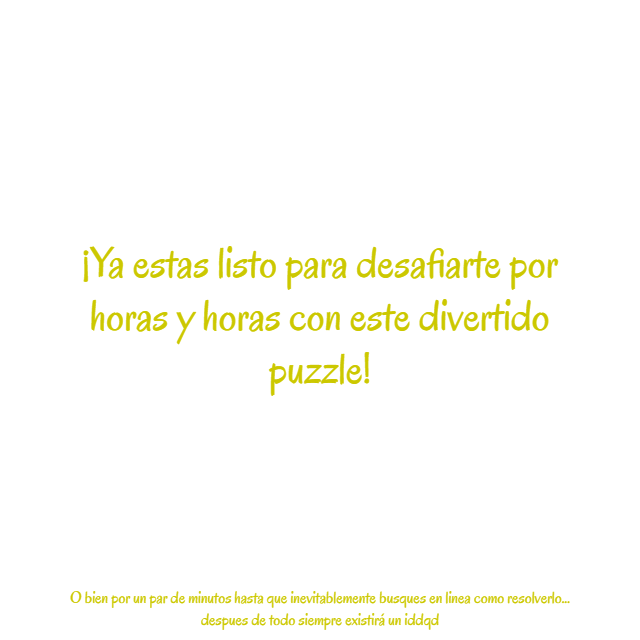 ¡Ya estas listo para desafiarte por
horas y horas con este divertido
puzzle!
O bien por un par de minutos hasta que inevitablemente busques en linea como resolverlo...
despues de todo siempre existirá un iddqd